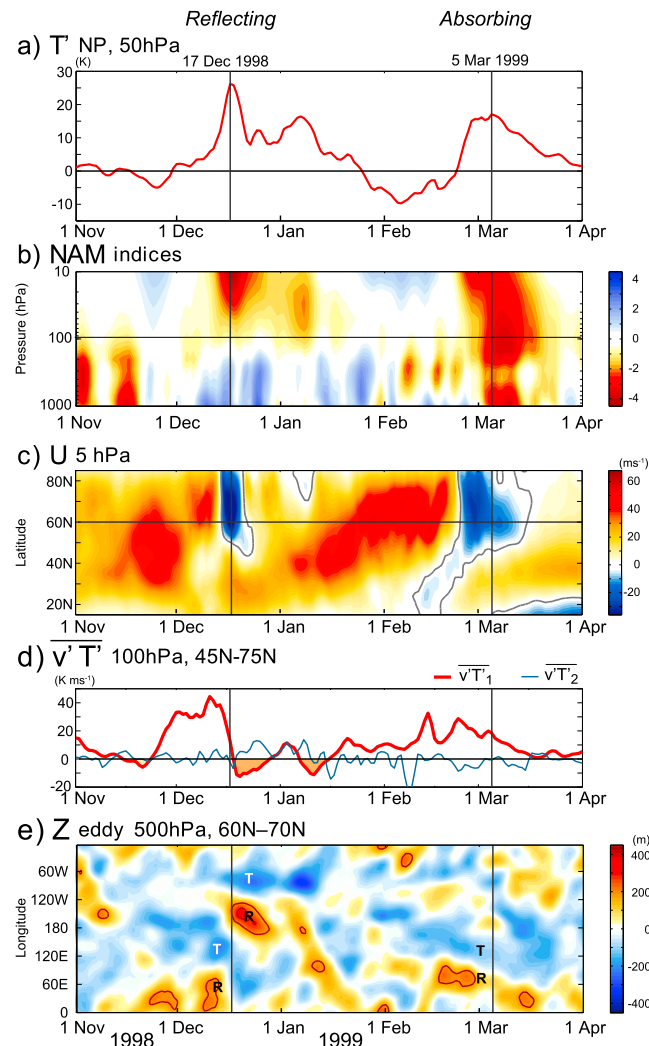 Reflecting Absorbing
a) T’ NP, 50hPa
(K) 17 Dec 1998 5 Mar 1999
30
20
10
0
-10
1 Nov 1 Dec 1 Jan 1 Feb 1 Mar 1 Apr
b) NAM indices
Pressure (hPa)
10
100
1000
4
2
0
-2
-4
1 Nov 1 Dec 1 Jan 1 Feb 1 Mar 1 Apr
c) U 5 hPa
(ms⁻¹)
Latitude
80N
60N
40N
20N
60
40
20
0
-20
1 Nov 1 Dec 1 Jan 1 Feb 1 Mar 1 Apr
d) v’T’ 100hPa, 45N-75N
(K ms⁻¹) v’T’₁ v’T’₂
40
20
0
-20
1 Nov 1 Dec 1 Jan 1 Feb 1 Mar 1 Apr
e) Z eddy 500hPa, 60N–70N
(m)
Longitude
60W
120W
180
120E
60E
0
T
R
T
R
T
R
400
200
0
-200
-400
1 Nov 1 Dec 1 Jan 1 Feb 1 Mar 1 Apr
1998 1999